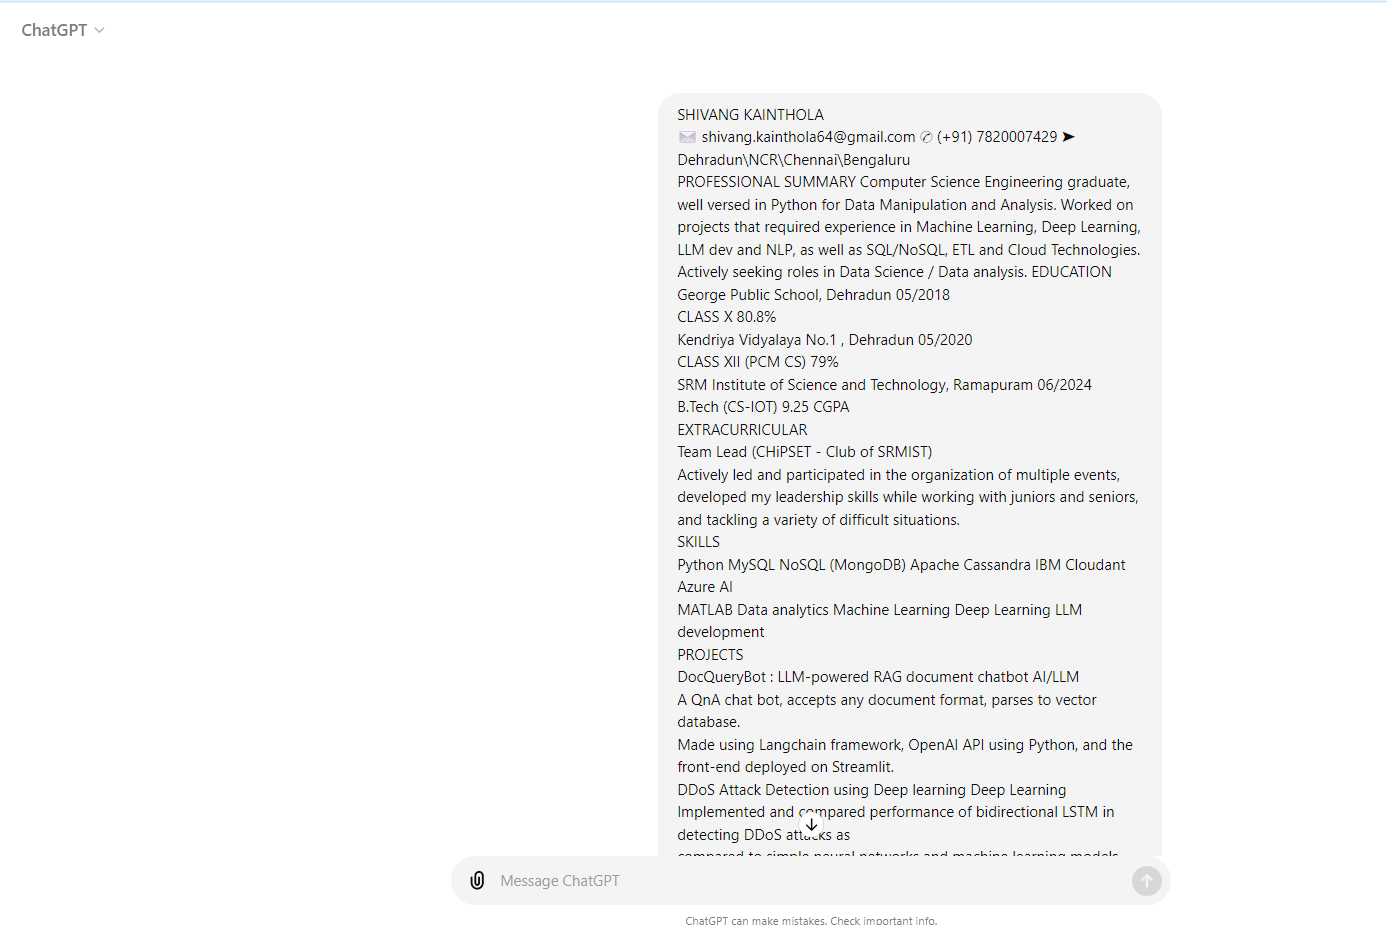 ChatGPT
SHIVANG KAINTHOLA
✉ shivang.kainthola64@gmail.com ✆ (+91) 7820007429 ➤
Dehradun\NCR\Chennai\Bengaluru
PROFESSIONAL SUMMARY Computer Science Engineering graduate,
well versed in Python for Data Manipulation and Analysis. Worked on
projects that required experience in Machine Learning, Deep Learning,
LLM dev and NLP, as well as SQL/NoSQL, ETL and Cloud Technologies.
Actively seeking roles in Data Science / Data analysis. EDUCATION
George Public School, Dehradun 05/2018
CLASS X 80.8%
Kendriya Vidyalaya No.1 , Dehradun 05/2020
CLASS XII (PCM CS) 79%
SRM Institute of Science and Technology, Ramapuram 06/2024
B.Tech (CS-IOT) 9.25 CGPA
EXTRACURRICULAR
Team Lead (CHiPSET - Club of SRMIST)
Actively led and participated in the organization of multiple events,
developed my leadership skills while working with juniors and seniors,
and tackling a variety of difficult situations.
SKILLS
Python MySQL NoSQL (MongoDB) Apache Cassandra IBM Cloudant
Azure AI
MATLAB Data analytics Machine Learning Deep Learning LLM
development
PROJECTS
DocQueryBot : LLM-powered RAG document chatbot AI/LLM
A QnA chat bot, accepts any document format, parses to vector
database.
Made using Langchain framework, OpenAI API using Python, and the
front-end deployed on Streamlit.
DDoS Attack Detection using Deep learning Deep Learning
Implemented and compared performance of bidirectional LSTM in
detecting DDoS attacks as
compared to simple neural networks and machine learning models
Message ChatGPT
ChatGPT can make mistakes. Check important info.